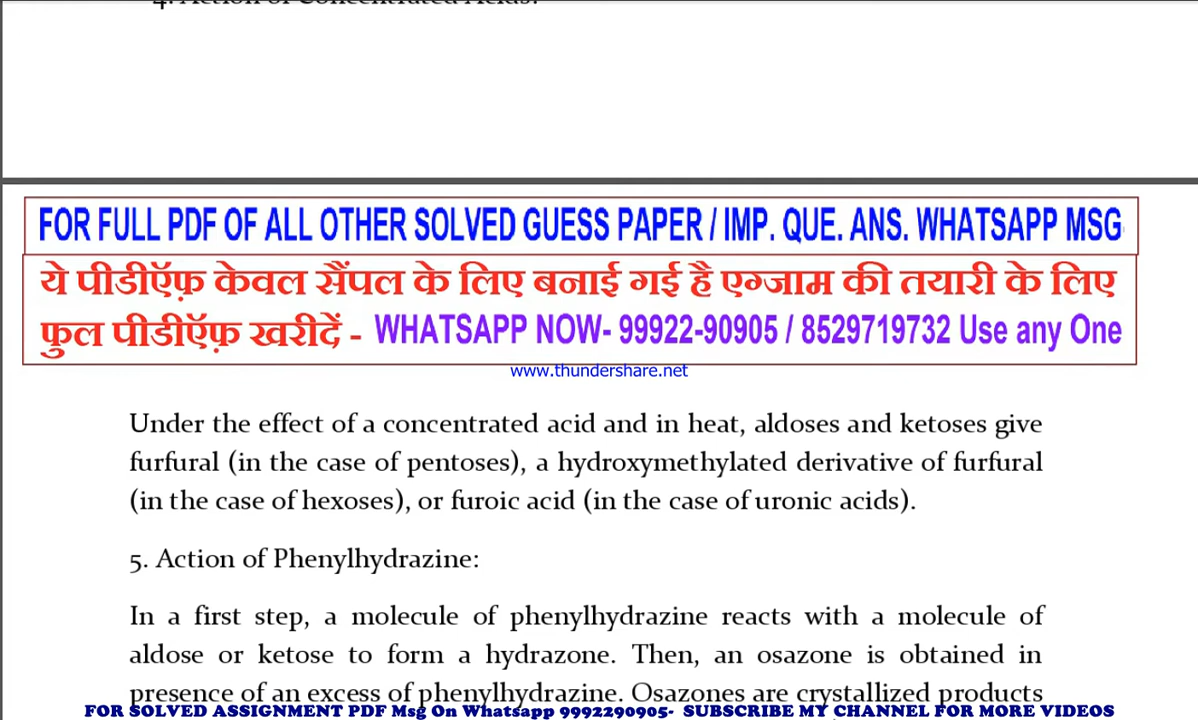 4. Action of Concentrated Acids:
FOR FULL PDF OF ALL OTHER SOLVED GUESS PAPER / IMP. QUE. ANS. WHATSAPP MSG
ये पीडीऍफ़ केवल सैंपल के लिए बनाई गई है एग्जाम की तयारी के लिए
फुल पीडीऍफ़ खरीदें - WHATSAPP NOW- 99922-90905 / 8529719732 Use any One
www.thundershare.net
Under the effect of a concentrated acid and in heat, aldoses and ketoses give
furfural (in the case of pentoses), a hydroxymethylated derivative of furfural
(in the case of hexoses), or furoic acid (in the case of uronic acids).
5. Action of Phenylhydrazine:
In a first step, a molecule of phenylhydrazine reacts with a molecule of
aldose or ketose to form a hydrazone. Then, an osazone is obtained in
presence of an excess of phenylhydrazine. Osazones are crystallized products
FOR SOLVED ASSIGNMENT PDF Msg On Whatsapp 9992290905- SUBSCRIBE MY CHANNEL FOR MORE VIDEOS